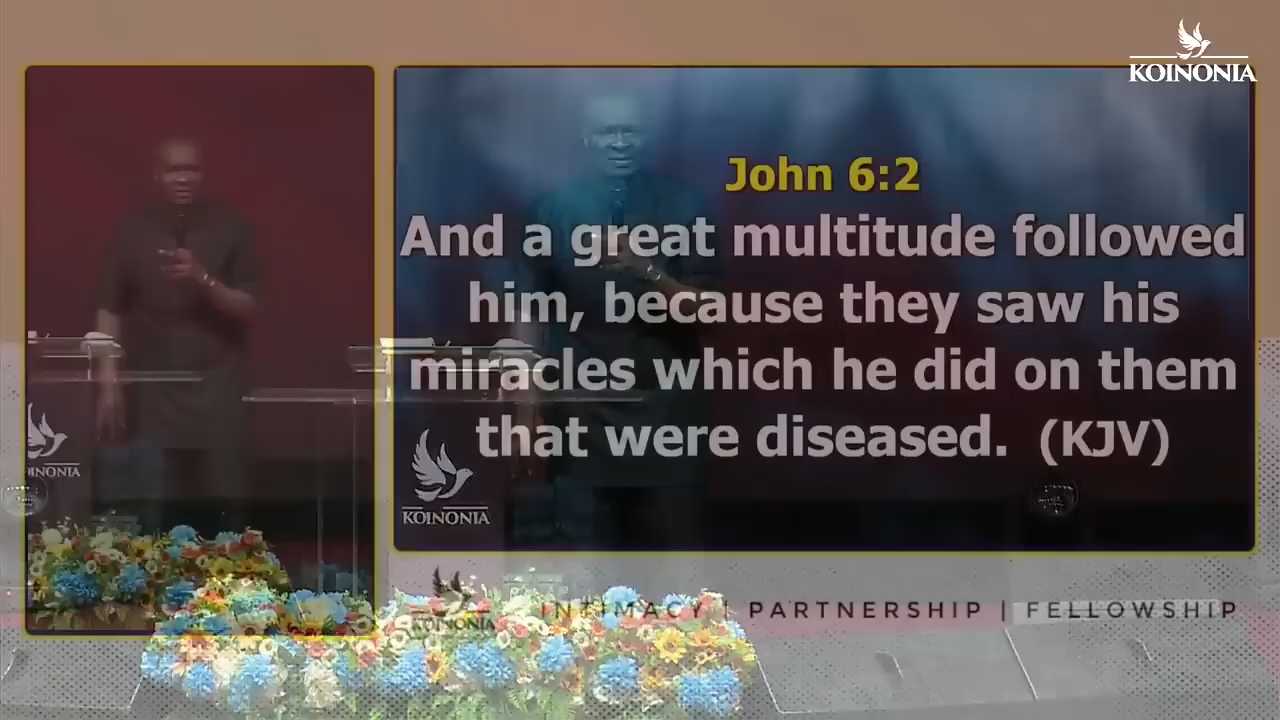 KOINONIA
John 6:2
And a great multitude followed
him, because they saw his
miracles which he did on them
that were diseased. (KJV)
KOINONIA
KOINONIA
INTIMACY | PARTNERSHIP | FELLOWSHIP
KOINONIA